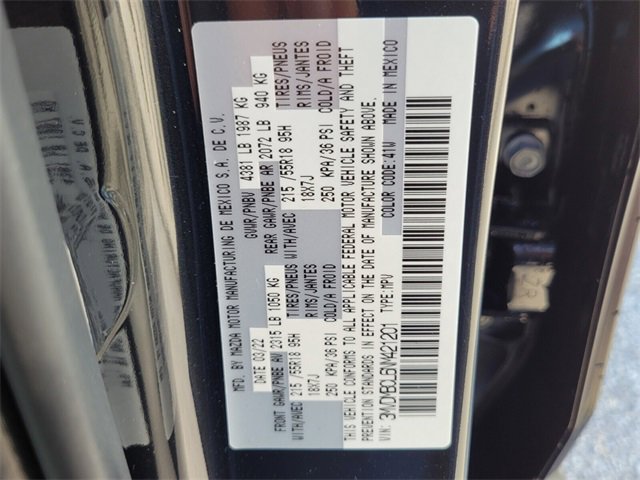 MFD. BY MAZDA MOTOR MANUFACTURING DE MEXICO S.A. DE C.V.
DATE 03/22 GVWR/PNBV 4381 LB 1987 KG
FRONT GAWR/PNBE AV 2315 LB 1050 KG REAR GAWR/PNBE AR 2072 LB 940 KG
WITH/AVEC 215 /55R18 95H TIRES/PNEUS WITH/AVEC 215 /55R18 95H TIRES/PNEUS
18X7J RIMS/JANTES 18X7J RIMS/JANTES
250 KPA/36 PSI COLD/A FROID 250 KPA/36 PSI COLD/A FROID
THIS VEHICLE CONFORMS TO ALL APPLICABLE FEDERAL MOTOR VEHICLE SAFETY AND THEFT
PREVENTION STANDARDS IN EFFECT ON THE DATE OF MANUFACTURE SHOWN ABOVE.
VIN: 3MVDMBCL6NM421201 TYPE:MPV COLOR CODE:41W MADE IN MEXICO